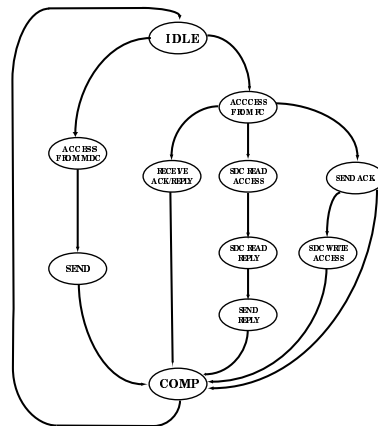 IDLE
ACCCESS
FROM PC
ACCESS
FROM MDC
RECEIVE
ACK/REPLY
SDC READ
ACCESS
SEND ACK
SDC READ
REPLY
SDC WRITE
ACCESS
SEND
SEND
REPLY
COMP